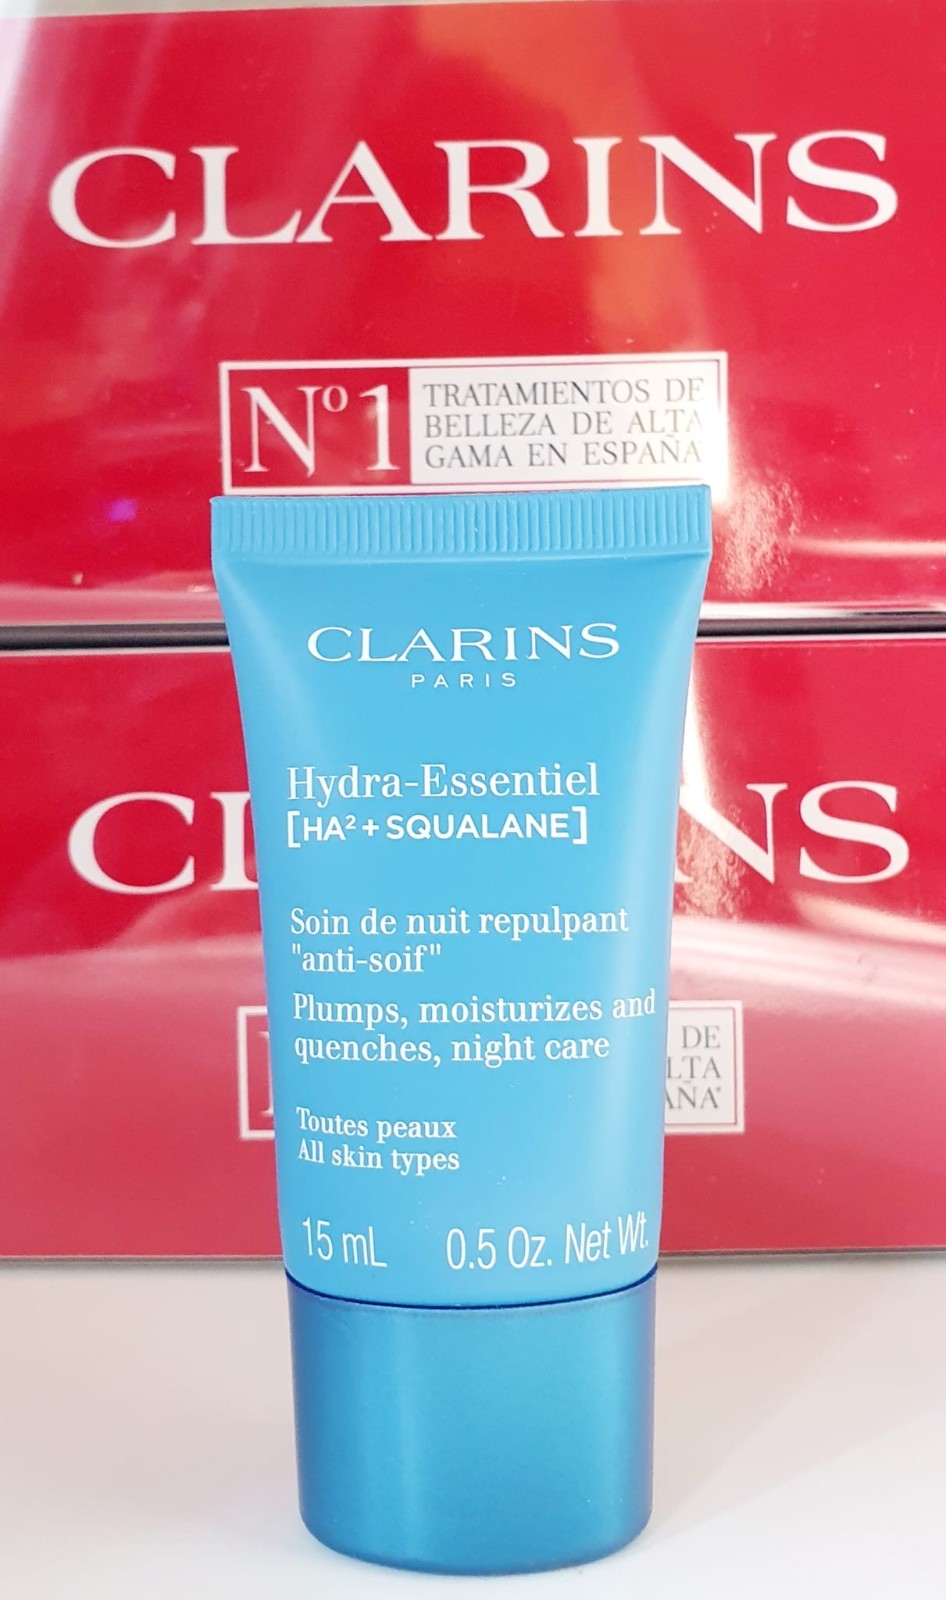 CLARINS
Nº1
TRATAMIENTOS DE
BELLEZA DE ALTA
GAMA EN ESPAÑA
CLARINS
PARIS
Hydra-Essentiel
[HA² + SQUALANE]
Soin de nuit repulpant
"anti-soif"
Plumps, moisturizes and
quenches, night care
Toutes peaux
All skin types
15 mL 0.5 Oz. Net Wt.
DE